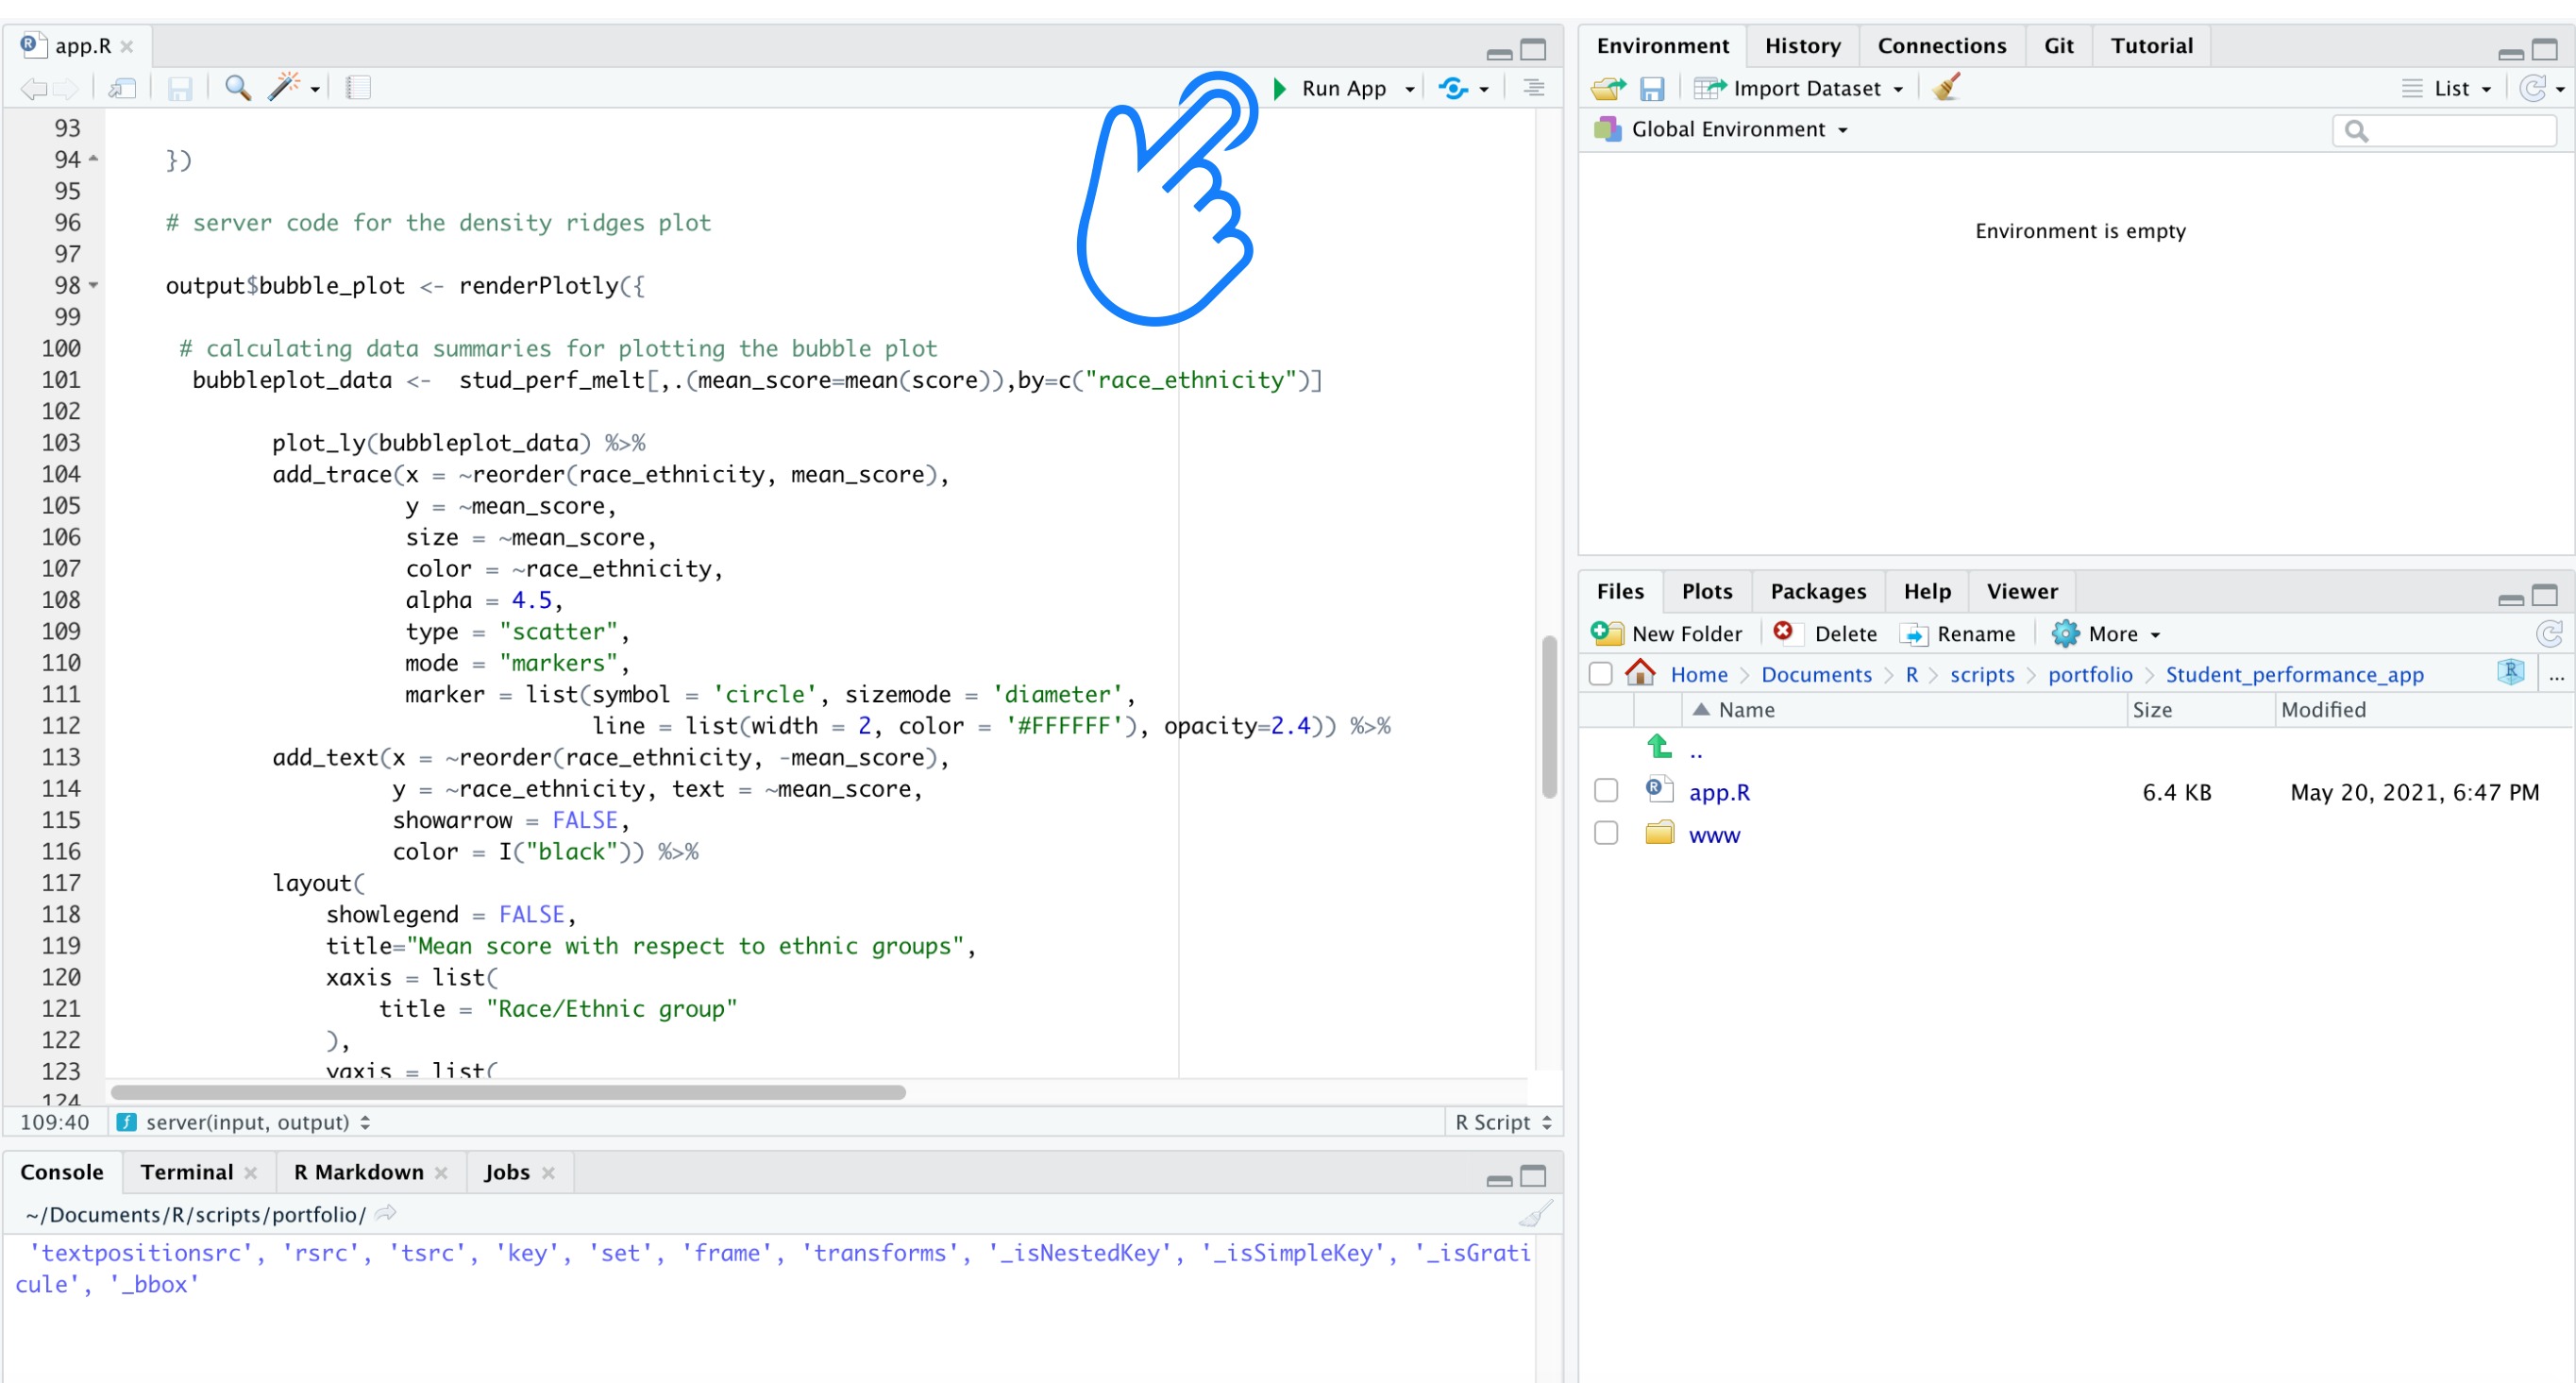 app.R
Run App
93
94 })
95
96 # server code for the density ridges plot
97
98 output$bubble_plot <- renderPlotly({
99
100 # calculating data summaries for plotting the bubble plot
101 bubbleplot_data <-  stud_perf_melt[,.(mean_score=mean(score)),by=c("race_ethnicity")]
102
103 plot_ly(bubbleplot_data) %>%
104 add_trace(x = ~reorder(race_ethnicity, mean_score),
105 y = ~mean_score,
106 size = ~mean_score,
107 color = ~race_ethnicity,
108 alpha = 4.5,
109 type = "scatter",
110 mode = "markers",
111 marker = list(symbol = 'circle', sizemode = 'diameter',
112 line = list(width = 2, color = '#FFFFFF'), opacity=2.4)) %>%
113 add_text(x = ~reorder(race_ethnicity, -mean_score),
114 y = ~race_ethnicity, text = ~mean_score,
115 showarrow = FALSE,
116 color = I("black")) %>%
117 layout(
118 showlegend = FALSE,
119 title="Mean score with respect to ethnic groups",
120 xaxis = list(
121 title = "Race/Ethnic group"
122 ),
123 yaxis = list(
124
109:40 server(input, output) R Script
Console Terminal R Markdown Jobs
~/Documents/R/scripts/portfolio/
'textpositionsrc', 'rsrc', 'tsrc', 'key', 'set', 'frame', 'transforms', '_isNestedKey', '_isSimpleKey', '_isGrati
cule', '_bbox'
Environment History Connections Git Tutorial
Import Dataset List
Global Environment
Environment is empty
Files Plots Packages Help Viewer
New Folder Delete Rename More
Home > Documents > R > scripts > portfolio > Student_performance_app R ...
Name Size Modified
..
app.R 6.4 KB May 20, 2021, 6:47 PM
www